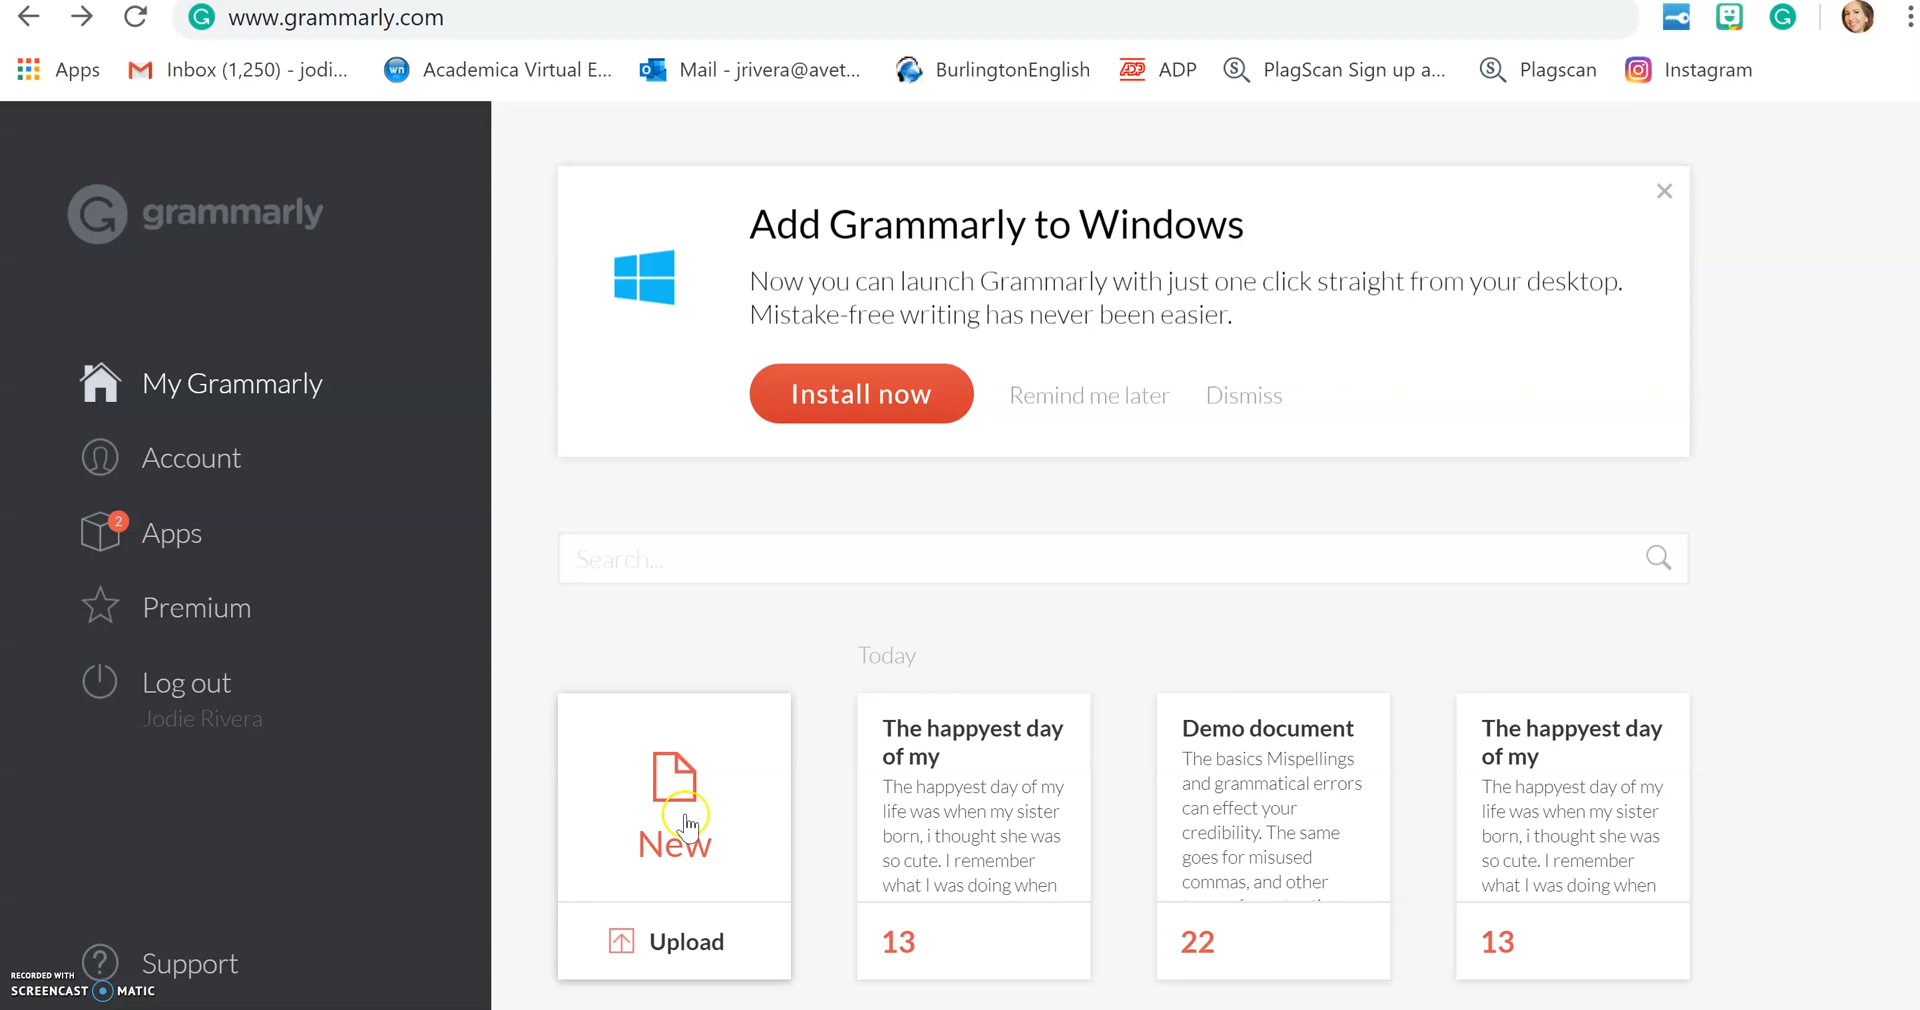 www.grammarly.com
Apps
Inbox (1,250) - jodi...
wn
Academica Virtual E...
Mail - jrivera@avet...
BurlingtonEnglish
ADP
ADP
PlagScan Sign up a...
Plagscan
Instagram
grammarly
Add Grammarly to Windows
Now you can launch Grammarly with just one click straight from your desktop.
Mistake-free writing has never been easier.
Install now
Remind me later
Dismiss
My Grammarly
Account
2
Apps
Premium
Log out
Jodie Rivera
Support
RECORDED WITH
SCREENCAST MATIC
Search...
Today
New
Upload
The happyest day
of my
The happyest day of my
life was when my sister
born, i thought she was
so cute. I remember
what I was doing when
13
Demo document
The basics Mispellings
and grammatical errors
can effect your
credibility. The same
goes for misused
commas, and other
22
The happyest day
of my
The happyest day of my
life was when my sister
born, i thought she was
so cute. I remember
what I was doing when
13